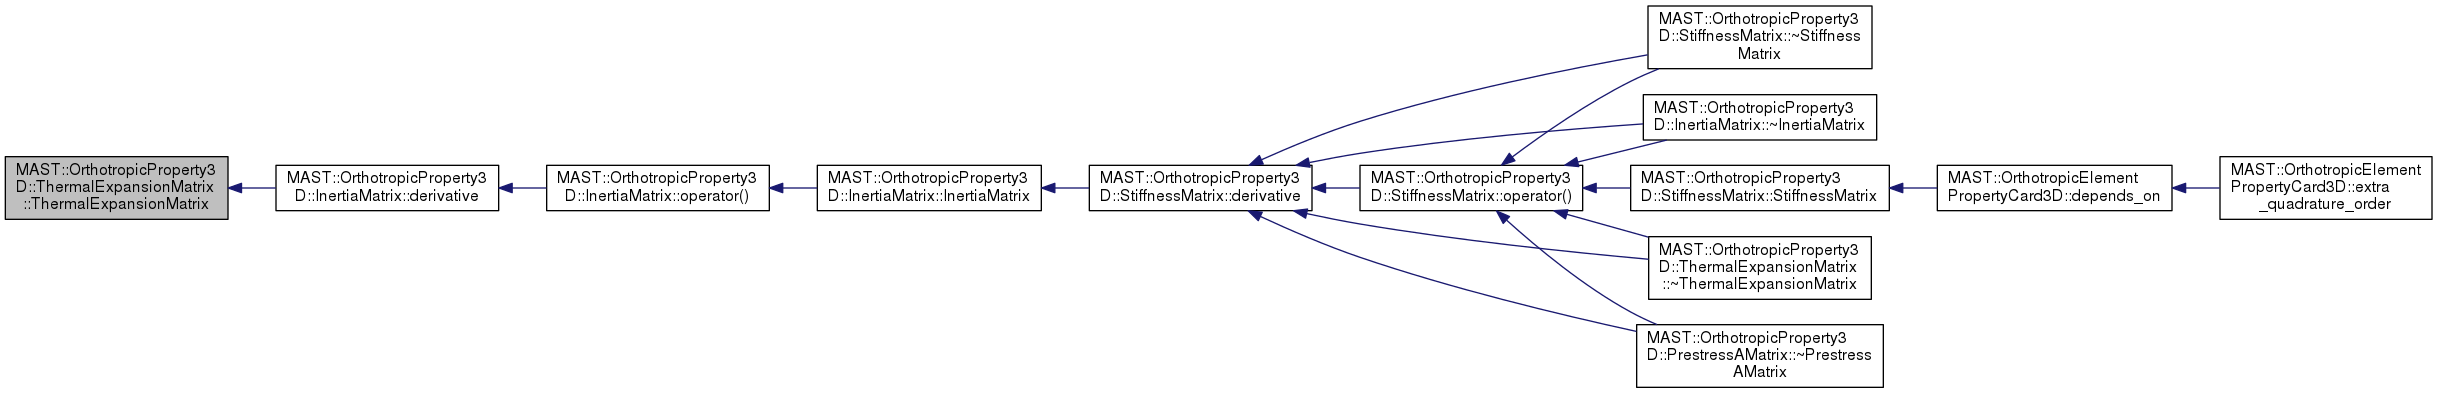 MAST::OrthotropicProperty3
D::ThermalExpansionMatrix
::ThermalExpansionMatrix
MAST::OrthotropicProperty3
D::InertiaMatrix::derivative
MAST::OrthotropicProperty3
D::InertiaMatrix::operator()
MAST::OrthotropicProperty3
D::InertiaMatrix::InertiaMatrix
MAST::OrthotropicProperty3
D::StiffnessMatrix::derivative
MAST::OrthotropicProperty3
D::StiffnessMatrix::~Stiffness
Matrix
MAST::OrthotropicProperty3
D::InertiaMatrix::~InertiaMatrix
MAST::OrthotropicProperty3
D::StiffnessMatrix::operator()
MAST::OrthotropicProperty3
D::StiffnessMatrix::StiffnessMatrix
MAST::OrthotropicProperty3
D::ThermalExpansionMatrix
::~ThermalExpansionMatrix
MAST::OrthotropicProperty3
D::PrestressAMatrix::~Prestress
AMatrix
MAST::OrthotropicElement
PropertyCard3D::depends_on
MAST::OrthotropicElement
PropertyCard3D::extra
_quadrature_order